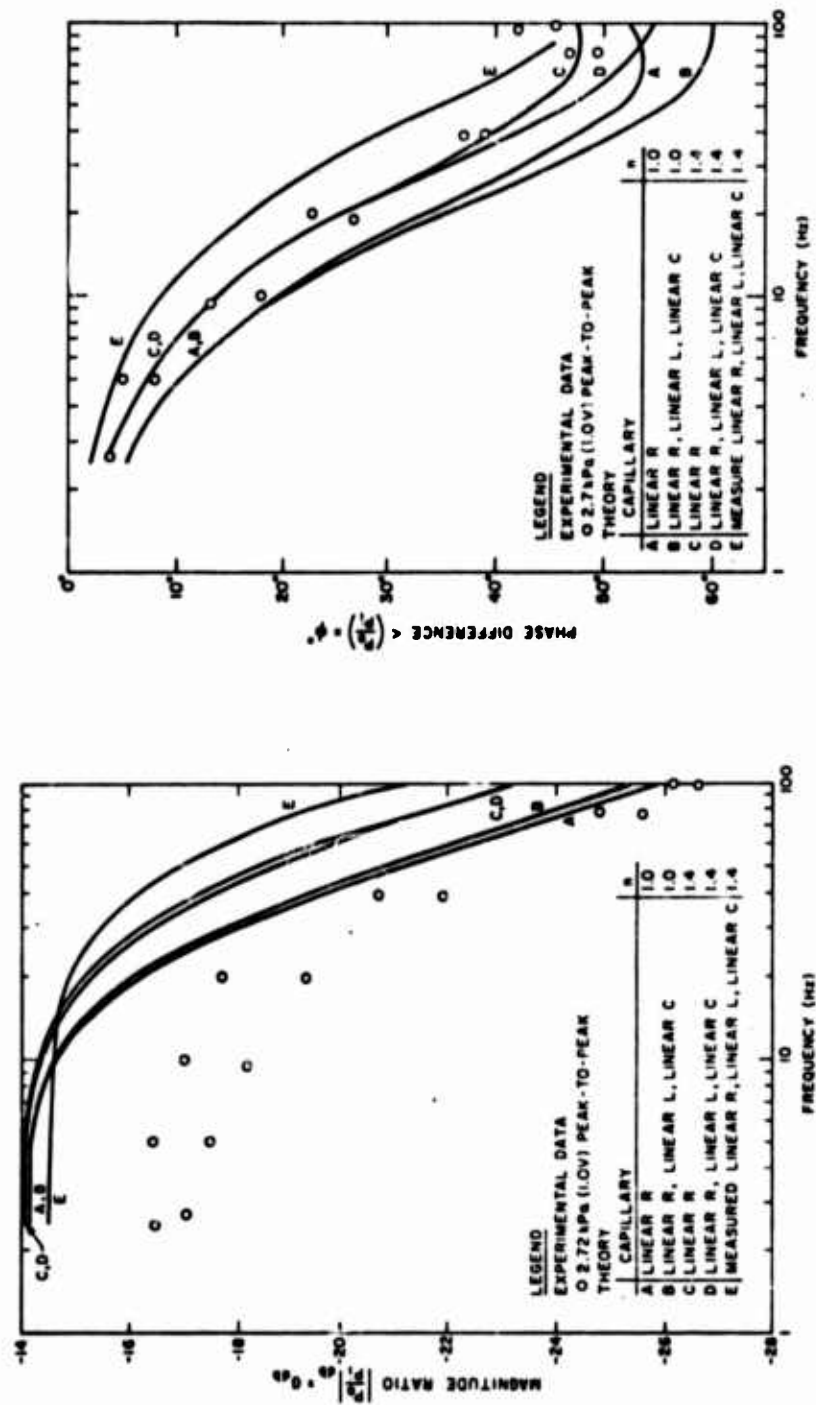 -14
-16
-18
-20
-22
-24
-26
-28
MAGNITUDE RATIO
C,D
A,B
E
E
C,D
B
A
LEGEND
EXPERIMENTAL DATA
O 2.72 kPa (1.0V) PEAK-TO-PEAK
THEORY
CAPILLARY n
A LINEAR R 1.0
B LINEAR R, LINEAR L, LINEAR C 1.0
C LINEAR R 1.4
D LINEAR R, LINEAR L, LINEAR C 1.4
E MEASURED LINEAR R, LINEAR L, LINEAR C 1.4
10
100
FREQUENCY (Hz)
0°
10°
20°
30°
40°
50°
60°
PHASE DIFFERENCE
E
C,D
A,B
E
C
D
A
B
LEGEND
EXPERIMENTAL DATA
O 2.7 kPa (1.0V) PEAK-TO-PEAK
THEORY
CAPILLARY n
A LINEAR R 1.0
B LINEAR R, LINEAR L, LINEAR C 1.0
C LINEAR R 1.4
D LINEAR R, LINEAR L, LINEAR C 1.4
E MEASURE LINEAR R, LINEAR L, LINEAR C 1.4
1
10
100
FREQUENCY (Hz)